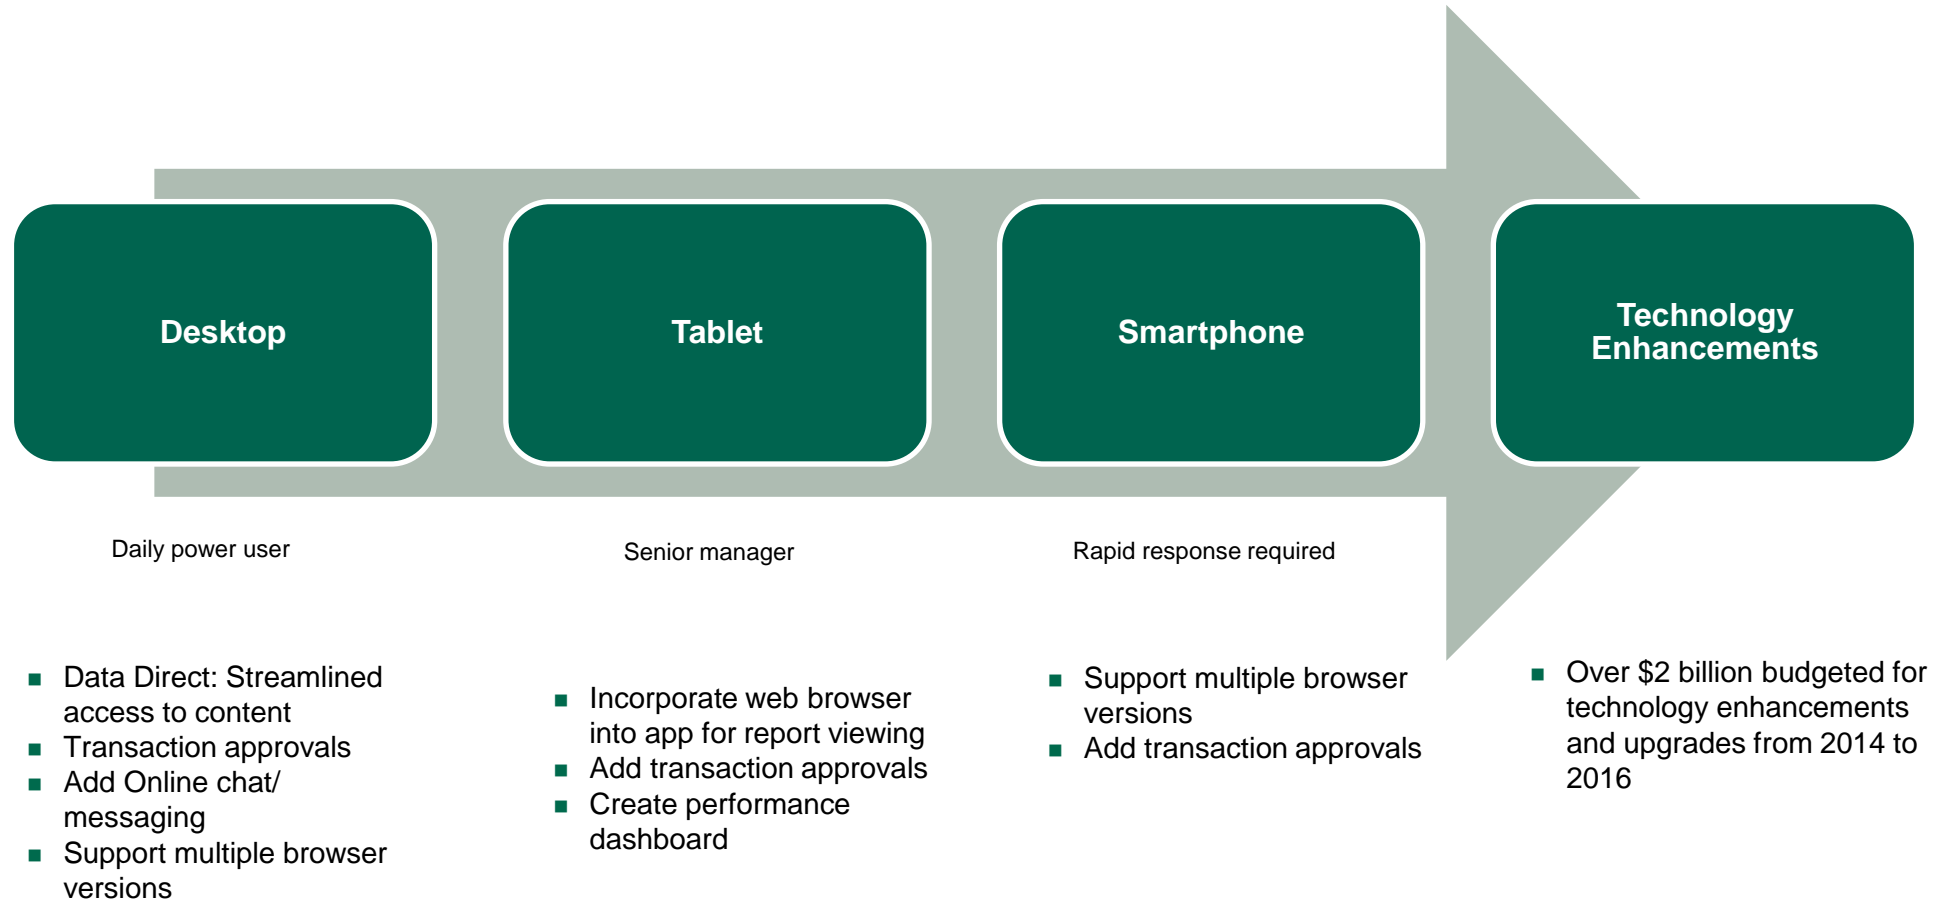 Desktop
Tablet
Smartphone
Technology
Enhancements
Daily power user
Senior manager
Rapid response required
Data Direct: Streamlined
access to content
Transaction approvals
Add Online chat/
messaging
Support multiple browser
versions
Incorporate web browser
into app for report viewing
Add transaction approvals
Create performance
dashboard
Support multiple browser
versions
Add transaction approvals
Over $2 billion budgeted for
technology enhancements
and upgrades from 2014 to
2016